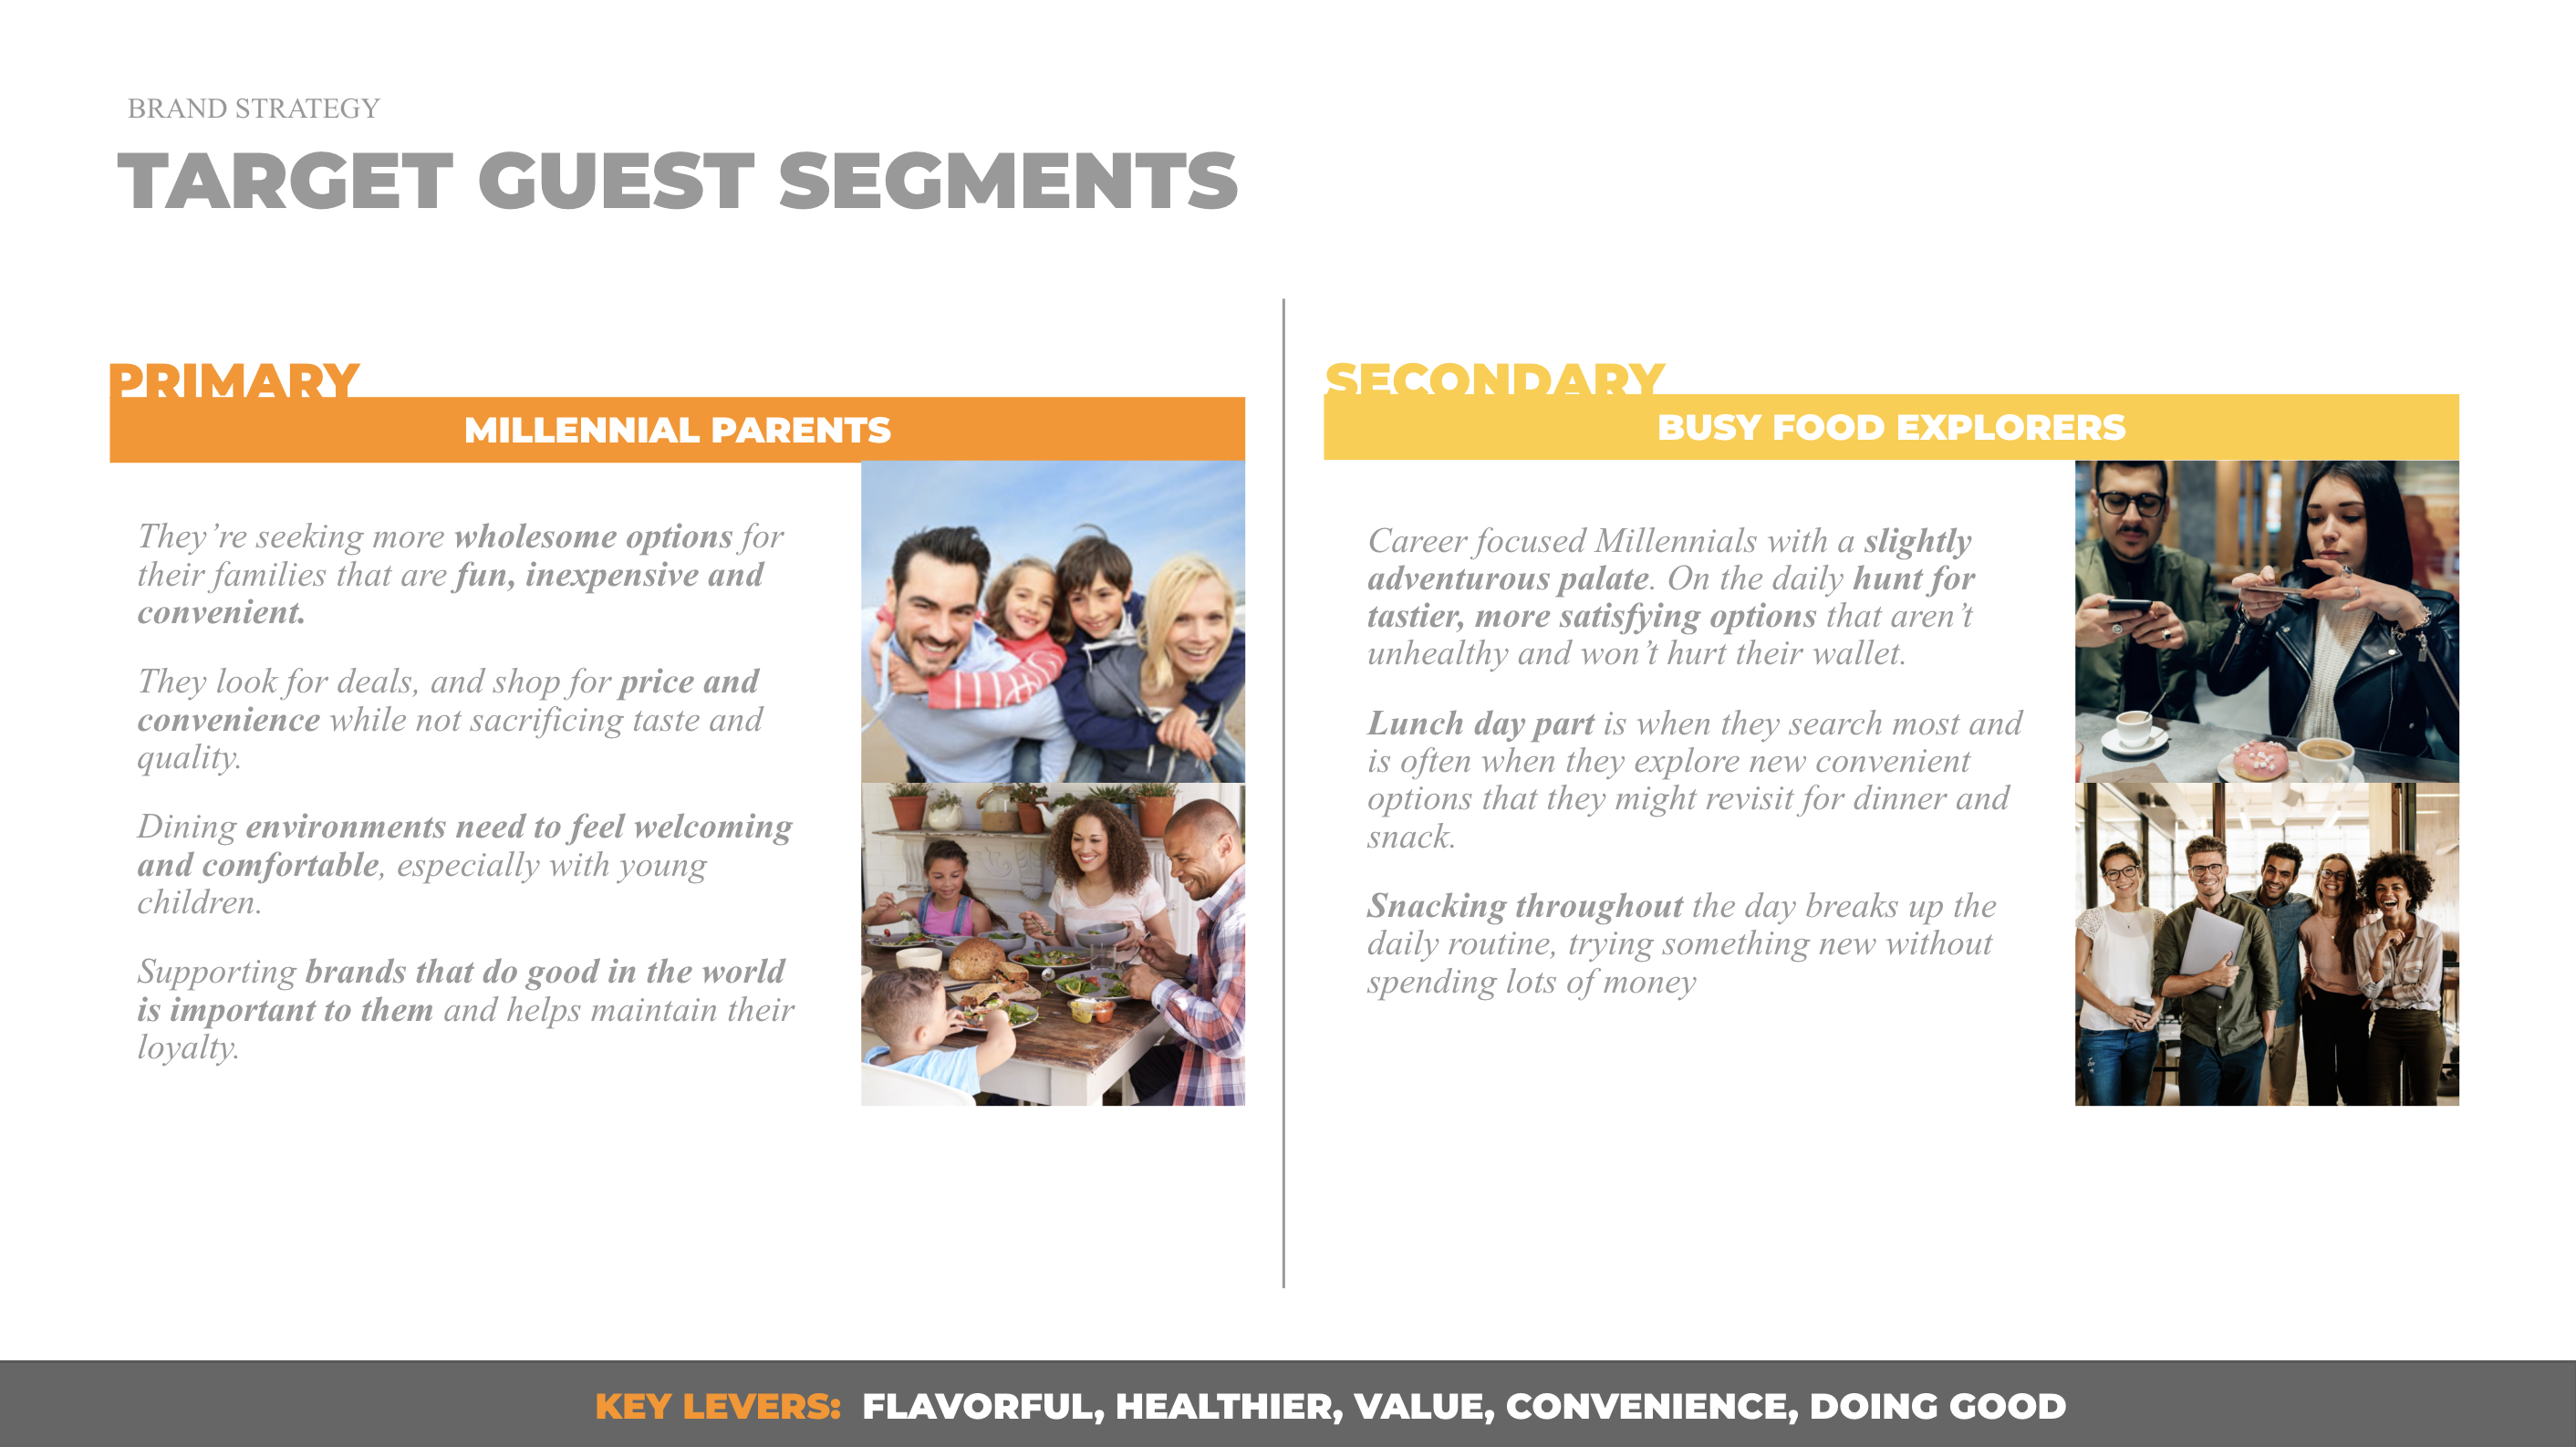 BRAND STRATEGY
TARGET GUEST SEGMENTS
PRIMARY
MILLENNIAL PARENTS
They’re seeking more wholesome options for
their families that are fun, inexpensive and
convenient.
They look for deals, and shop for price and
convenience while not sacrificing taste and
quality.
Dining environments need to feel welcoming
and comfortable, especially with young
children.
Supporting brands that do good in the world
is important to them and helps maintain their
loyalty.
SECONDARY
BUSY FOOD EXPLORERS
Career focused Millennials with a slightly
adventurous palate. On the daily hunt for
tastier, more satisfying options that aren’t
unhealthy and won’t hurt their wallet.
Lunch day part is when they search most and
is often when they explore new convenient
options that they might revisit for dinner and
snack.
Snacking throughout the day breaks up the
daily routine, trying something new without
spending lots of money
KEY LEVERS: FLAVORFUL, HEALTHIER, VALUE, CONVENIENCE, DOING GOOD